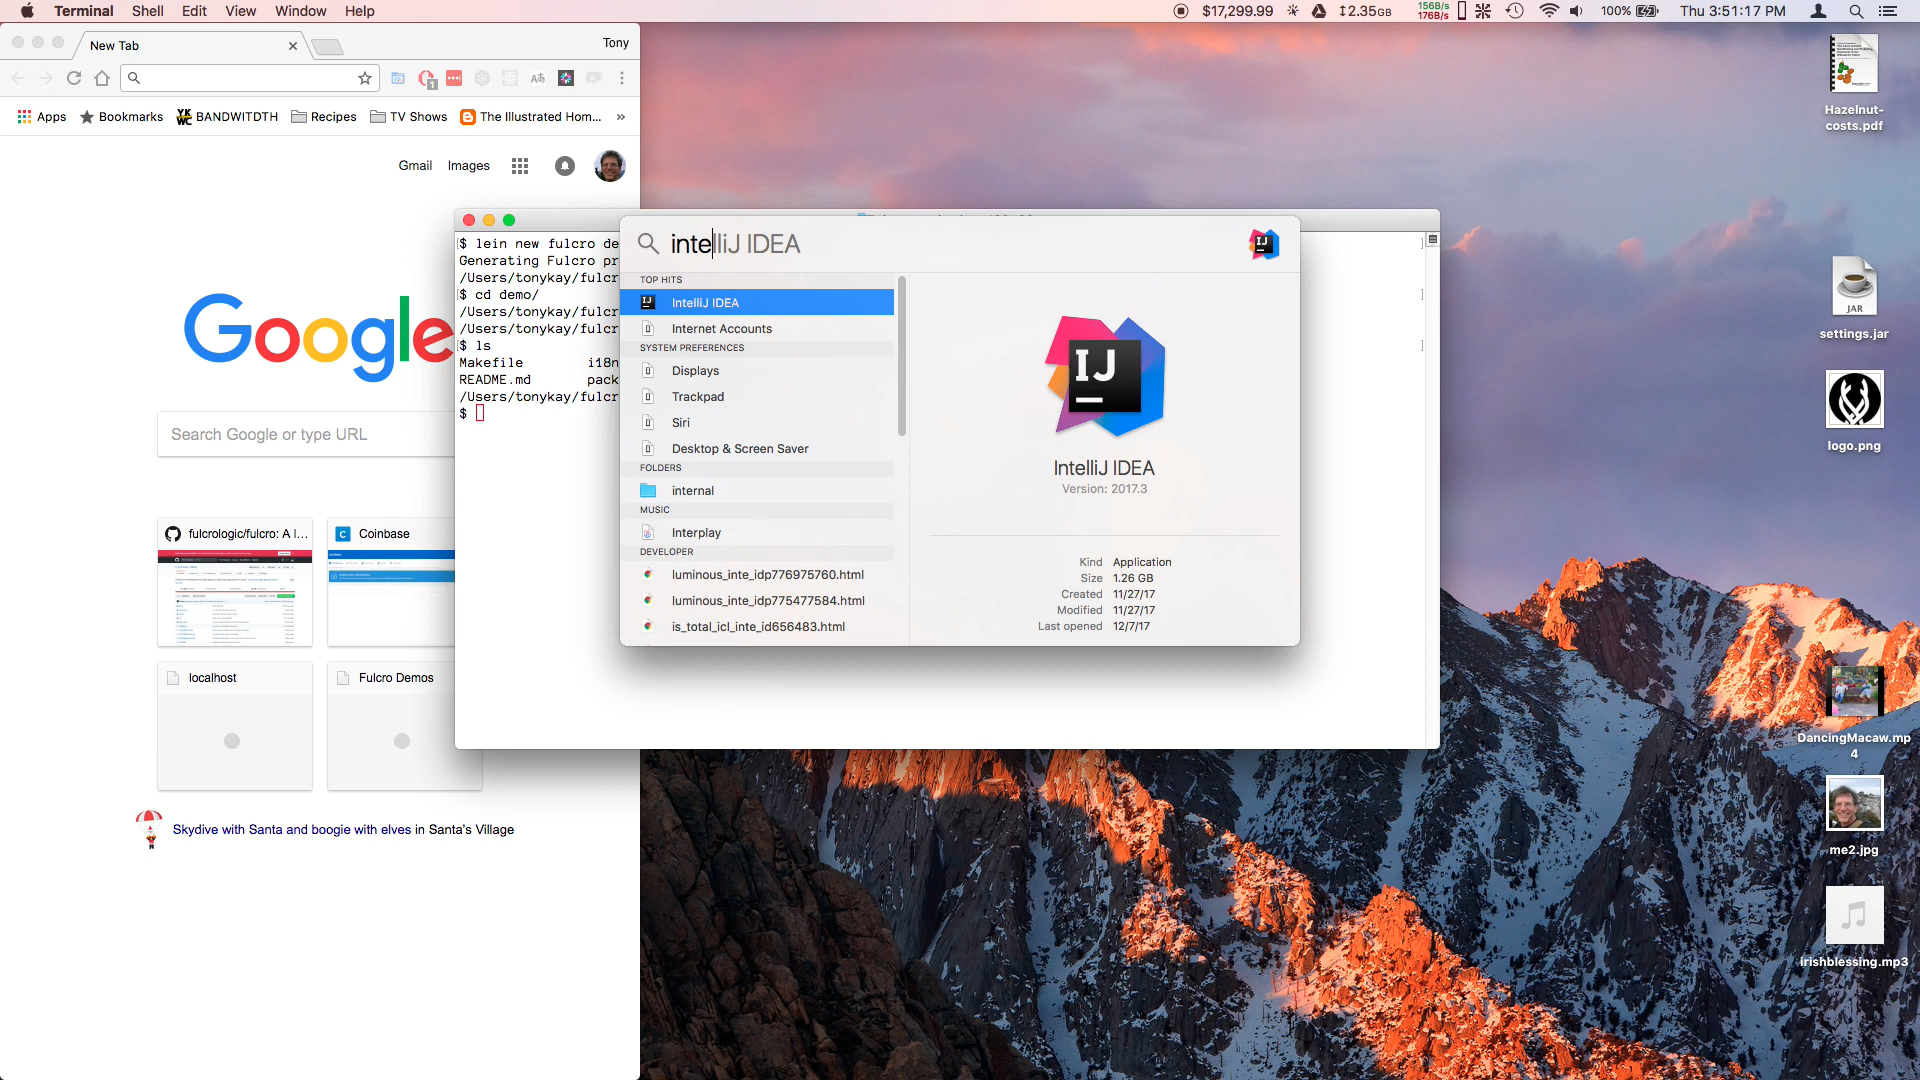 Terminal Shell Edit View Window Help
$17,299.99 2.35GB 156B/s 176B/s 100% Thu 3:51:17 PM
New Tab Tony
Apps Bookmarks BANDWITDTH Recipes TV Shows The Illustrated Hom... »
Gmail Images
Google
Search Google or type URL
fulcrologic/fulcro: A l...
Coinbase
localhost
Fulcro Demos
Skydive with Santa and boogie with elves in Santa's Village
$ lein new fulcro de
Generating Fulcro pr
/Users/tonykay/fulcr
$ cd demo/
/Users/tonykay/fulcr
/Users/tonykay/fulcr
$ ls
Makefile i18n
README.md pack
/Users/tonykay/fulcr
$
intelliJ IDEA
TOP HITS
IntelliJ IDEA
Internet Accounts
SYSTEM PREFERENCES
Displays
Trackpad
Siri
Desktop & Screen Saver
FOLDERS
internal
MUSIC
Interplay
DEVELOPER
luminous_inte_idp776975760.html
luminous_inte_idp775477584.html
is_total_icl_inte_id656483.html
IJ
IntelliJ IDEA
Version: 2017.3
Kind Application
Size 1.26 GB
Created 11/27/17
Modified 11/27/17
Last opened 12/7/17
Hazelnut-
costs.pdf
JAR
settings.jar
logo.png
DancingMacaw.mp
4
me2.jpg
irishblessing.mp3